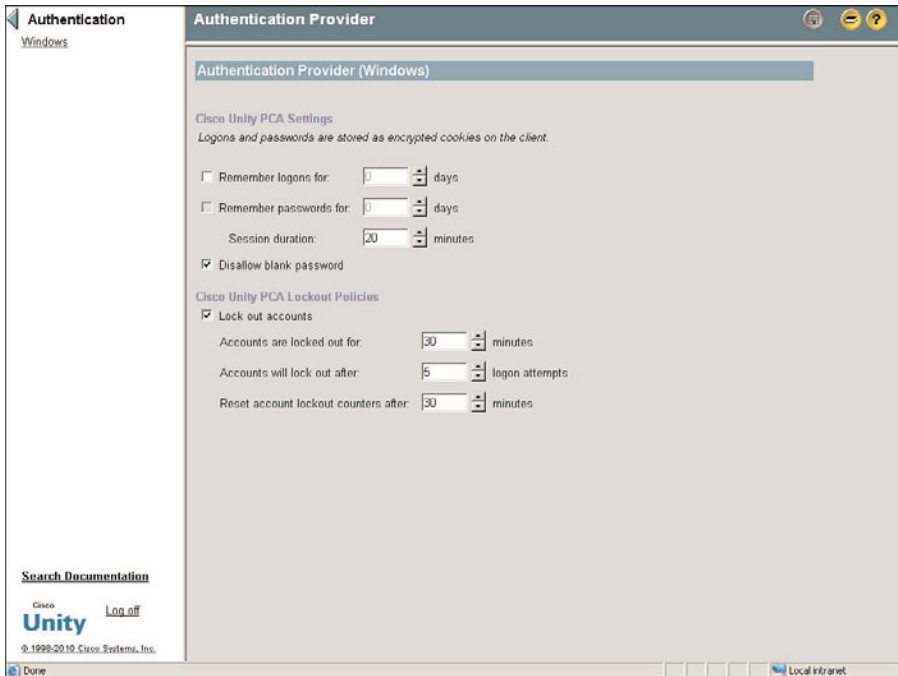 Authentication
Windows
Authentication Provider
Authentication Provider (Windows)
Cisco Unity PCA Settings
Logons and passwords are stored as encrypted cookies on the client.
Remember logons for: 0 days
Remember passwords for: 0 days
Session duration: 20 minutes
Disallow blank password
Cisco Unity PCA Lockout Policies
Lock out accounts
Accounts are locked out for: 30 minutes
Accounts will lock out after: 5 logon attempts
Reset account lockout counters after: 30 minutes
Search Documentation
Cisco
Unity
Log off
© 1998-2010 Cisco Systems, Inc.
Done
Local intranet